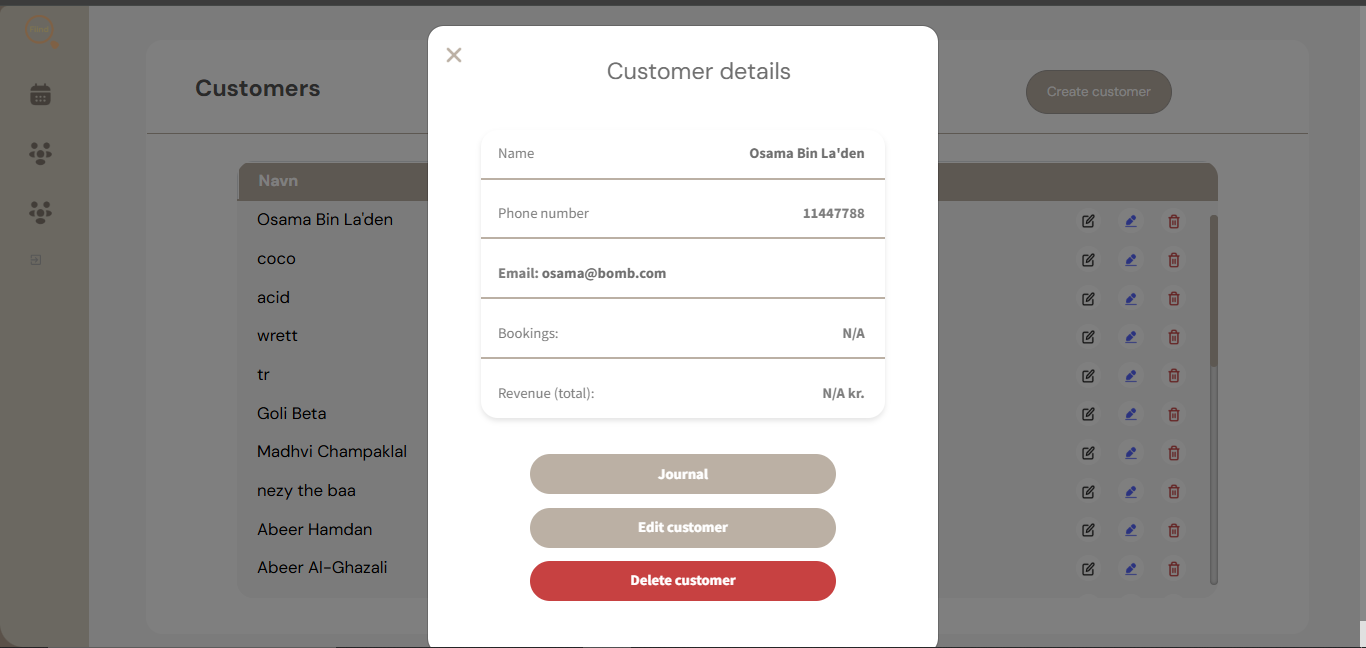 Customer details
Customers
Create customer
Name Osama Bin La'den
Navn
Phone number 11447788
Osama Bin La'den
coco
Email: osama@bomb.com
acid
wrett
Bookings: N/A
tr
Revenue (total): N/A kr.
Goli Beta
Madhvi Champaklal
Journal
nezy the baa
Edit customer
Abeer Hamdan
Abeer Al-Ghazali
Delete customer